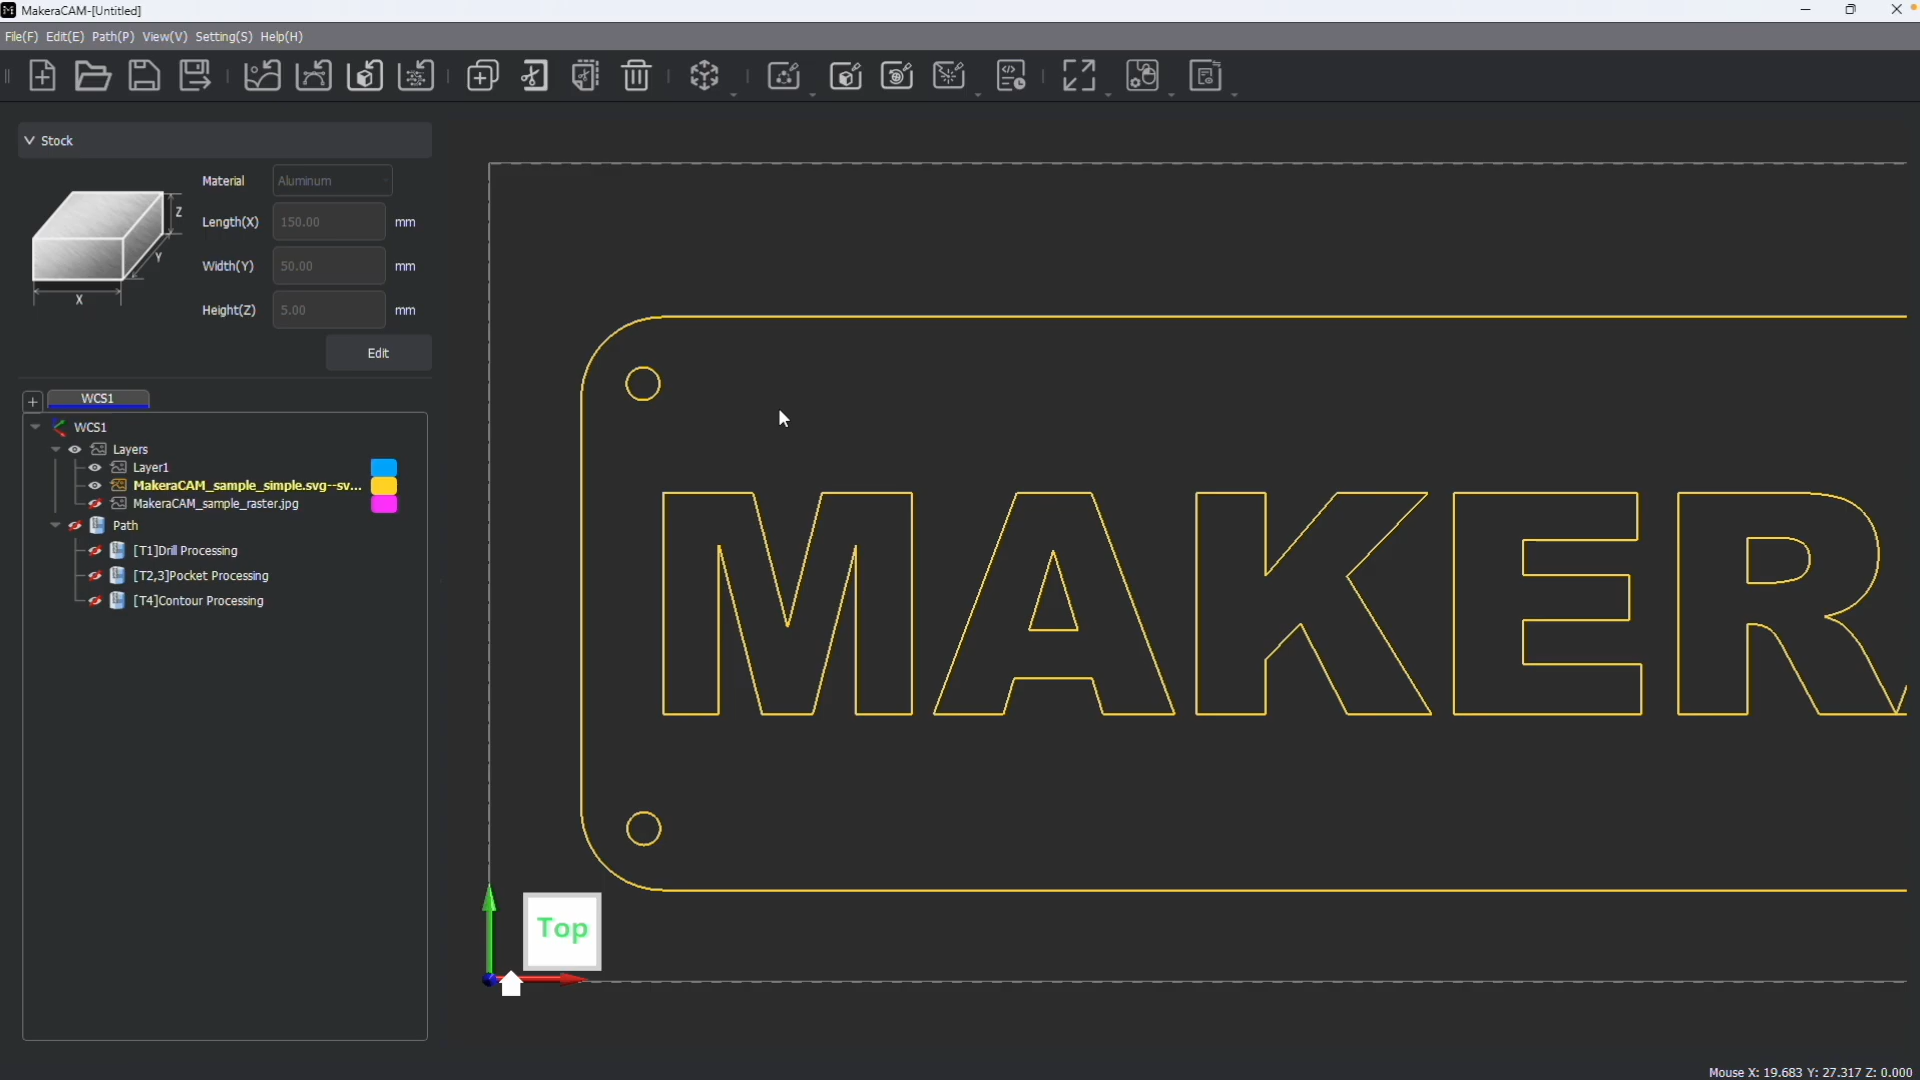 MakeraCAM-[Untitled]
File(F) Edit(E) Path(P) View(V) Setting(S) Help(H)
Stock
Material Aluminum
Length(X) 150.00 mm
Width(Y) 50.00 mm
Height(Z) 5.00 mm
Z
Y
X
Edit
+ WCS1
WCS1
Layers
Layer1
MakeraCAM_sample_simple.svg--sv...
MakeraCAM_sample_raster.jpg
Path
[T1]Drill Processing
[T2,3]Pocket Processing
[T4]Contour Processing
MAKER
Top
Mouse X: 19.683 Y: 27.317 Z: 0.000